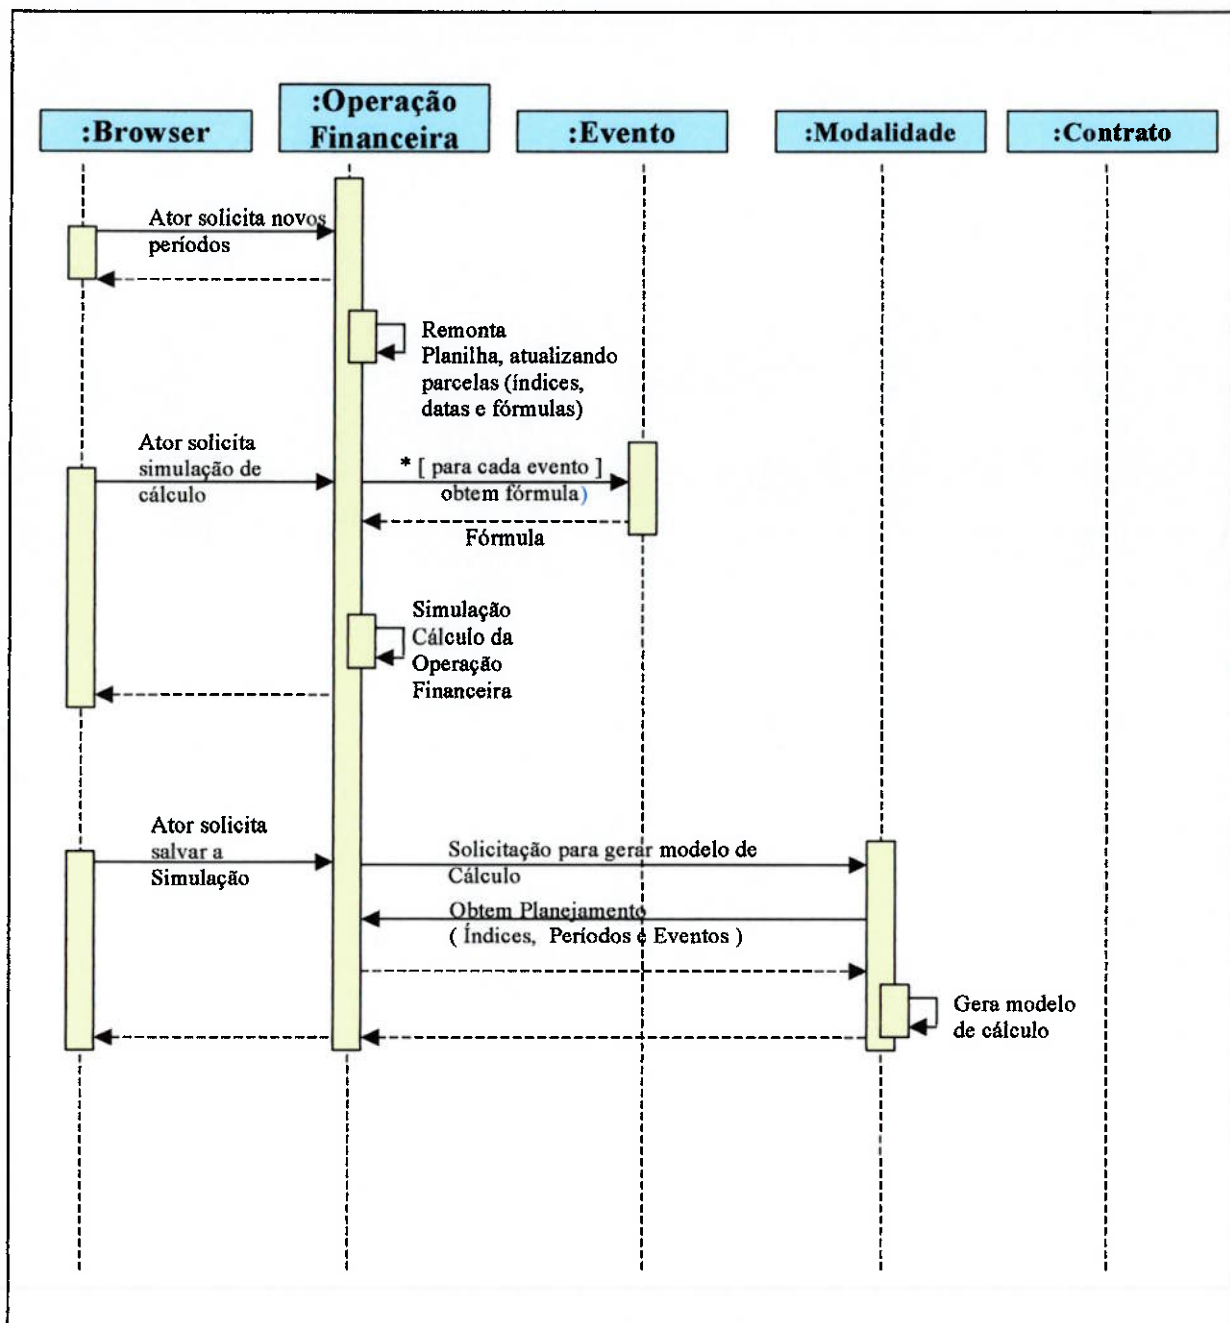 :Browser
:Operação
Financeira
:Evento
:Modalidade
:Contrato
Ator solicita novos
períodos
Remonta
Planilha, atualizando
parcelas (índices,
datas e fórmulas)
Ator solicita
simulação de
cálculo
* [ para cada evento ]
obtem fórmula)
Fórmula
Simulação
Cálculo da
Operação
Financeira
Ator solicita
salvar a
Simulação
Solicitação para gerar modelo de
Cálculo
Obtem Planejamento
( Índices, Períodos e Eventos )
Gera modelo
de cálculo